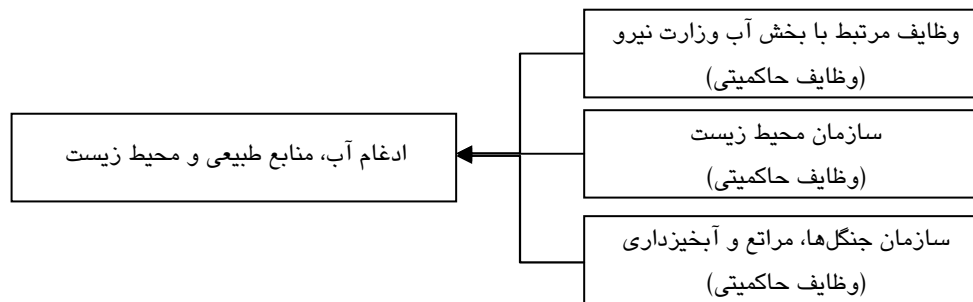 وظایف مرتبط با بخش آب وزارت نیرو
(وظایف حاکمیتی)
سازمان محیط زیست
(وظایف حاکمیتی)
سازمان جنگل‌ها، مراتع و آبخیزداری
(وظایف حاکمیتی)
ادغام آب، منابع طبیعی و محیط زیست